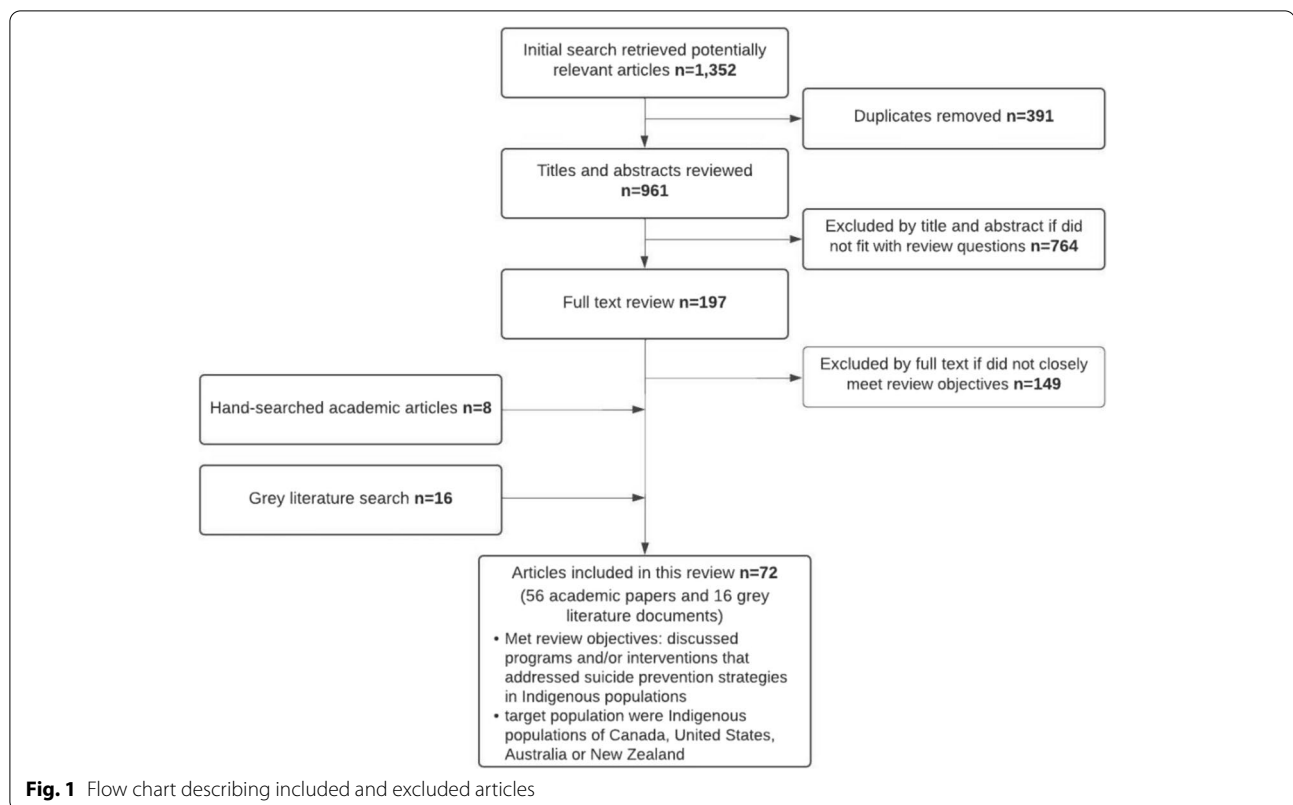 Initial search retrieved potentially
relevant articles n=1,352
Duplicates removed n=391
Titles and abstracts reviewed
n=961
Excluded by title and abstract if did
not fit with review questions n=764
Full text review n=197
Excluded by full text if did not closely
meet review objectives n=149
Hand-searched academic articles n=8
Grey literature search n=16
Articles included in this review n=72
(56 academic papers and 16 grey
literature documents)
• Met review objectives: discussed
programs and/or interventions that
addressed suicide prevention strategies
in Indigenous populations
• target population were Indigenous
populations of Canada, United States,
Australia or New Zealand
Fig. 1 Flow chart describing included and excluded articles